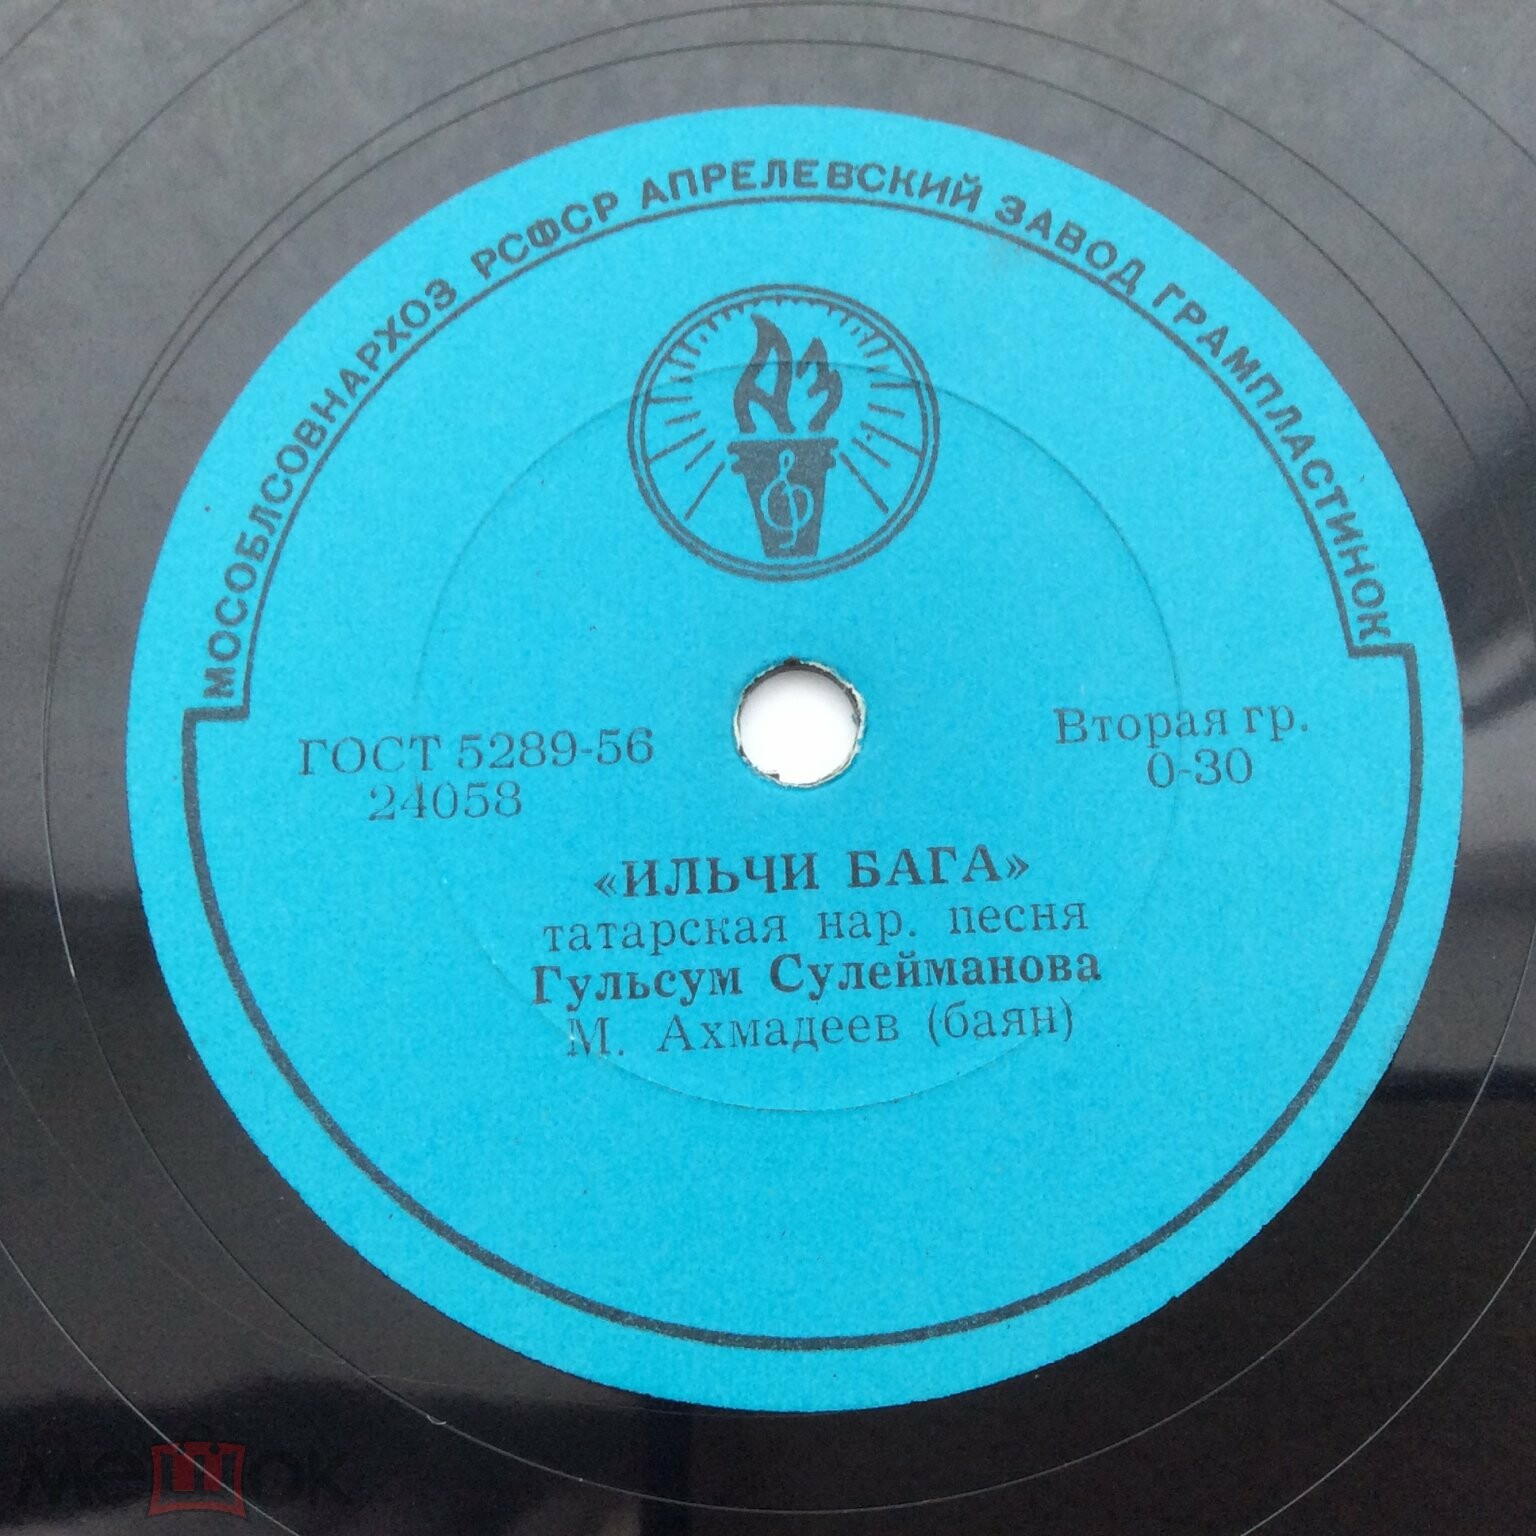 МОСОБЛСОВНАРХОЗ РСФСР АПРЕЛЕВСКИЙ ЗАВОД ГРАМПЛАСТИНОК
АЗ
ГОСТ 5289-56
24058
Вторая гр.
0-30
«ИЛЬЧИ БАГА»
татарская нар. песня
Гульсум Сулейманова
М. Ахмадеев (баян)
мешок